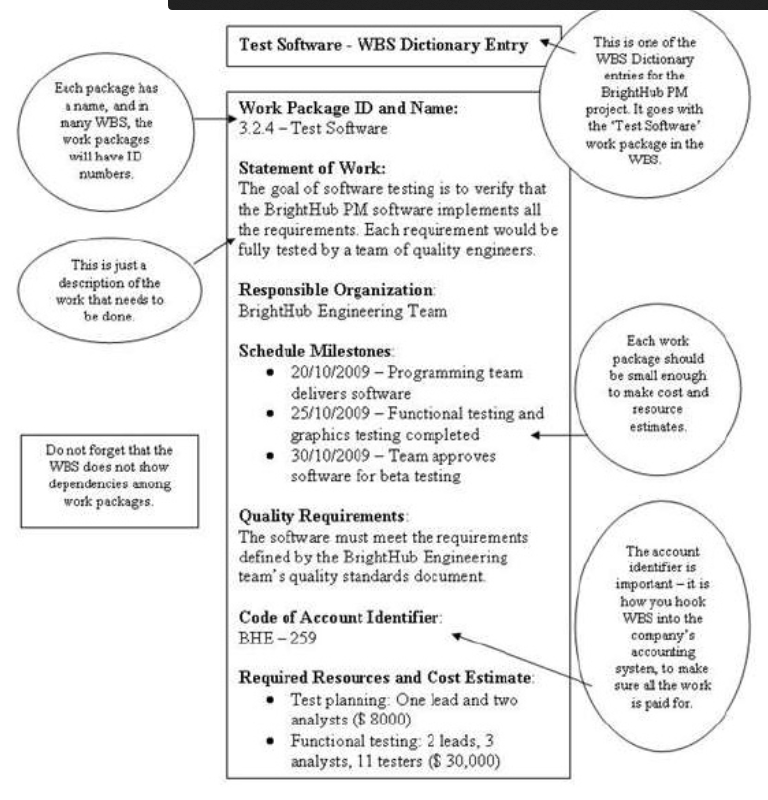 Test Software - WBS Dictionary Entry
This is one of the
WBS Dictionary
entries for the
BrightHub PM
project. It goes with
the 'Test Software'
work package in the
WBS.
Each package has
a name, and in
many WBS, the
work packages
will have ID
numbers.
Work Package ID and Name:
3.2.4 – Test Software
Statement of Work:
The goal of software testing is to verify that
the BrightHub PM software implements all
the requirements. Each requirement would be
fully tested by a team of quality engineers.
This is just a
description of the
work that needs to
be done.
Responsible Organization:
BrightHub Engineering Team
Schedule Milestones:
• 20/10/2009 – Programming team
delivers software
• 25/10/2009 – Functional testing and
graphics testing completed
• 30/10/2009 – Team approves
software for beta testing
Each work
package should
be small enough
to make cost and
resource
estimates.
Do not forget that the
WBS does not show
dependencies among
work packages.
Quality Requirements:
The software must meet the requirements
defined by the BrightHub Engineering
team's quality standards document.
Code of Account Identifier:
BHE – 259
The account
identifier is
important – it is
how you hook
WBS into the
company's
accounting
systen, to make
sure all the work
is paid for.
Required Resources and Cost Estimate:
• Test planning: One lead and two
analysts ($ 8000)
• Functional testing: 2 leads, 3
analysts, 11 testers ($ 30,000)